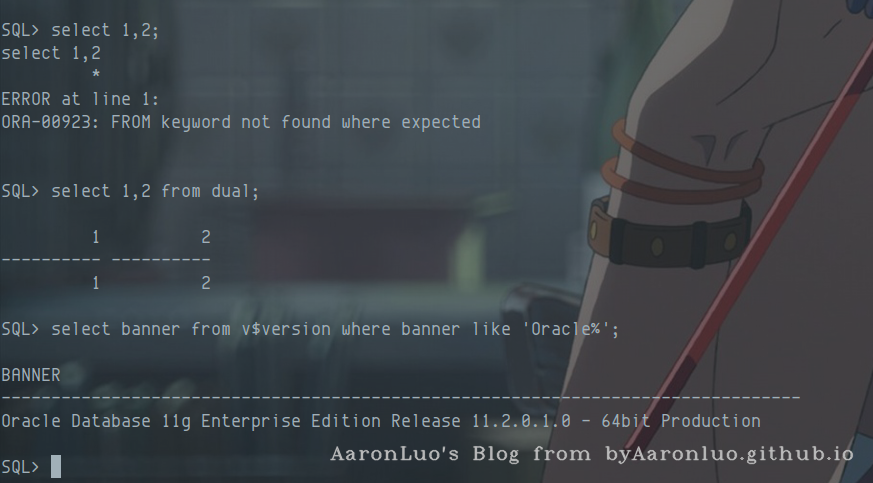 SQL> select 1,2;
select 1,2
         *
ERROR at line 1:
ORA-00923: FROM keyword not found where expected
SQL> select 1,2 from dual;
         1          2
---------- ----------
         1          2
SQL> select banner from v$version where banner like 'Oracle%';
BANNER
--------------------------------------------------------------------------------
Oracle Database 11g Enterprise Edition Release 11.2.0.1.0 - 64bit Production
AaronLuo's Blog from byAaronluo.github.io
SQL>